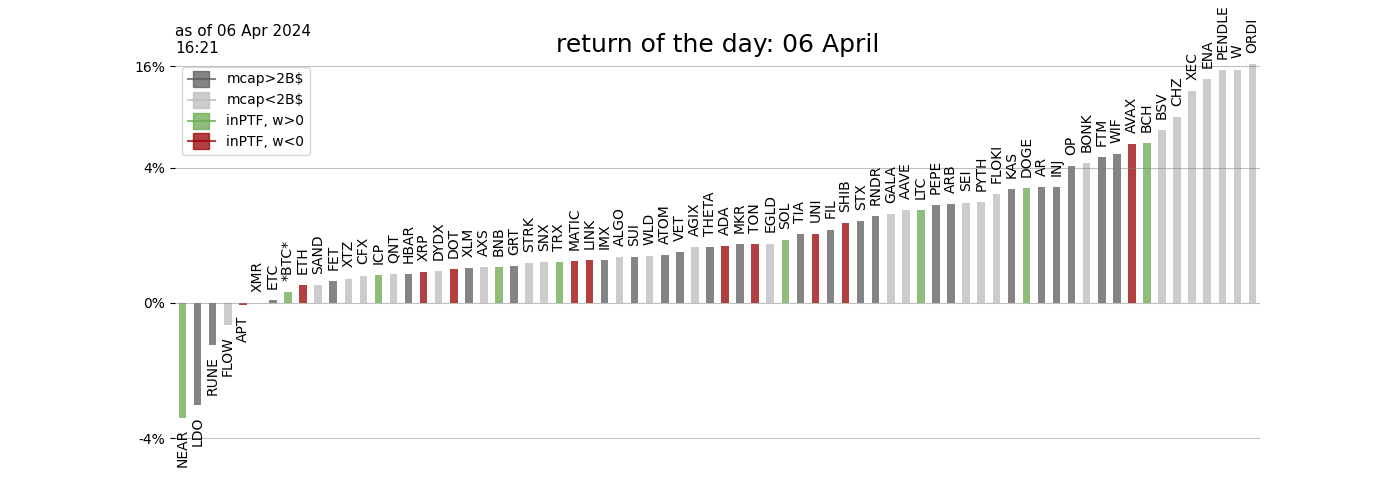 as of 06 Apr 2024
16:21
return of the day: 06 April
16%
4%
0%
-4%
mcap>2B$
mcap<2B$
inPTF, w>0
inPTF, w<0
NEAR
LDO
RUNE
FLOW
APT
XMR
ETC
*BTC*
ETH
SAND
FET
XTZ
CFX
ICP
QNT
HBAR
XRP
DYDX
DOT
XLM
AXS
BNB
GRT
STRK
SNX
TRX
MATIC
LINK
IMX
ALGO
SUI
WLD
ATOM
VET
AGIX
THETA
ADA
MKR
TON
EGLD
SOL
TIA
UNI
FIL
SHIB
STX
RNDR
GALA
AAVE
LTC
PEPE
ARB
SEI
PYTH
FLOKI
KAS
DOGE
AR
INJ
OP
BONK
FTM
WIF
AVAX
BCH
BSV
CHZ
XEC
ENA
PENDLE
W
ORDI